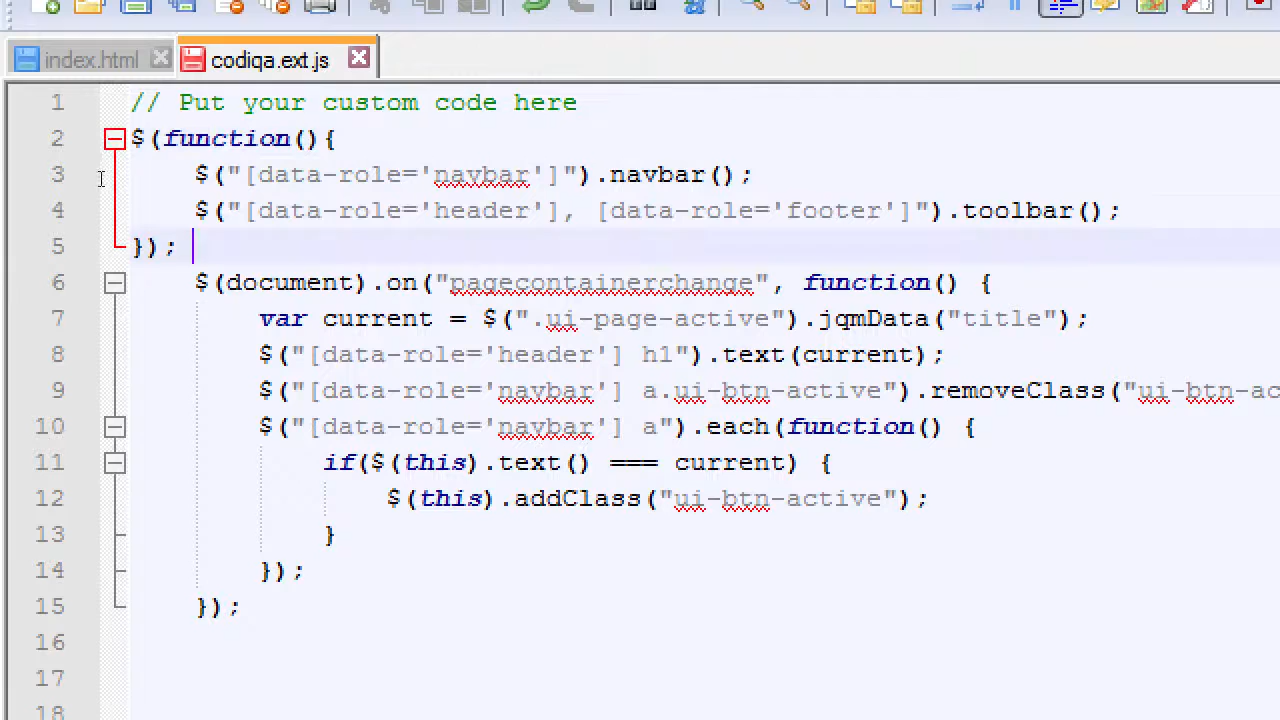 index.html
codiqa.ext.js
1 // Put your custom code here
2 $(function(){
3 $("[data-role='navbar']").navbar();
4 $("[data-role='header'], [data-role='footer']").toolbar();
5 });
6 $(document).on("pagecontainerchange", function() {
7 var current = $(".ui-page-active").jqmData("title");
8 $("[data-role='header'] h1").text(current);
9 $("[data-role='navbar'] a.ui-btn-active").removeClass("ui-btn-ac
10 $("[data-role='navbar'] a").each(function() {
11 if($(this).text() === current) {
12 $(this).addClass("ui-btn-active");
13 }
14 });
15 });
16
17
18